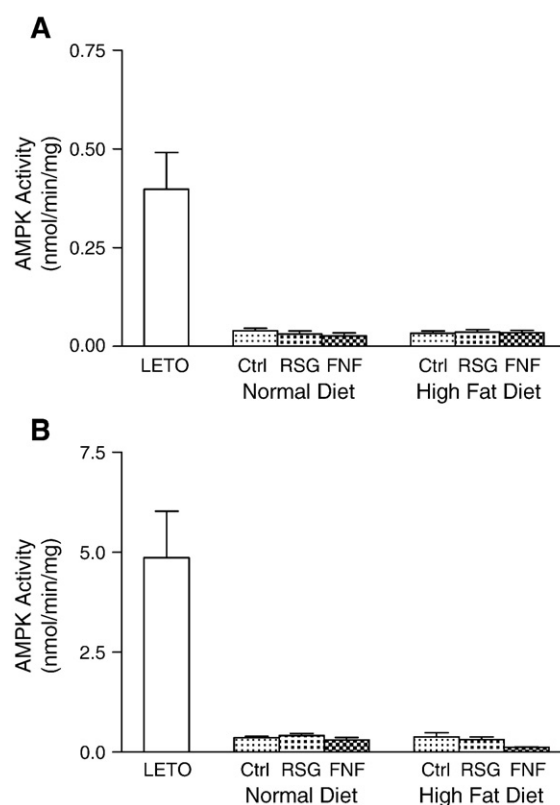 A
AMPK Activity
(nmol/min/mg)
0.75
0.50
0.25
0.00
LETO
Ctrl RSG FNF
Normal Diet
Ctrl RSG FNF
High Fat Diet
B
AMPK Activity
(nmol/min/mg)
7.5
5.0
2.5
0.0
LETO
Ctrl RSG FNF
Normal Diet
Ctrl RSG FNF
High Fat Diet